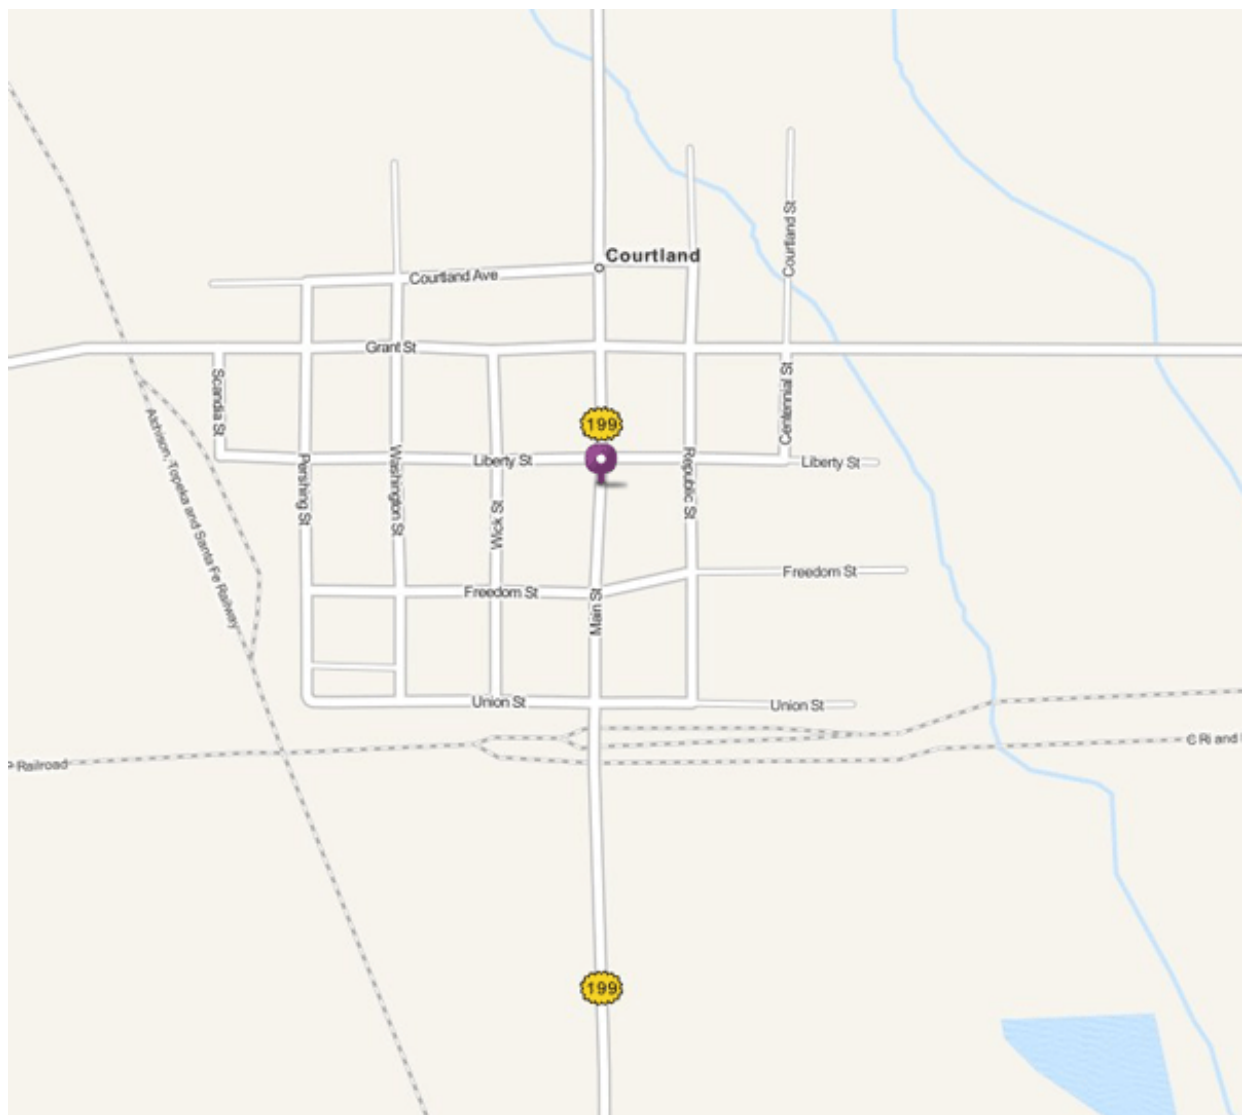 Courtland
Courtland Ave
Courtland St
Grant St
Scandia St
Centennial St
199
Atchison, Topeka and Santa Fe Railway
Pershing St
Washington St
Liberty St
Wick St
Republic St
Liberty St
Freedom St
Main St
Freedom St
Union St
Union St
Railroad
C Ri and
199